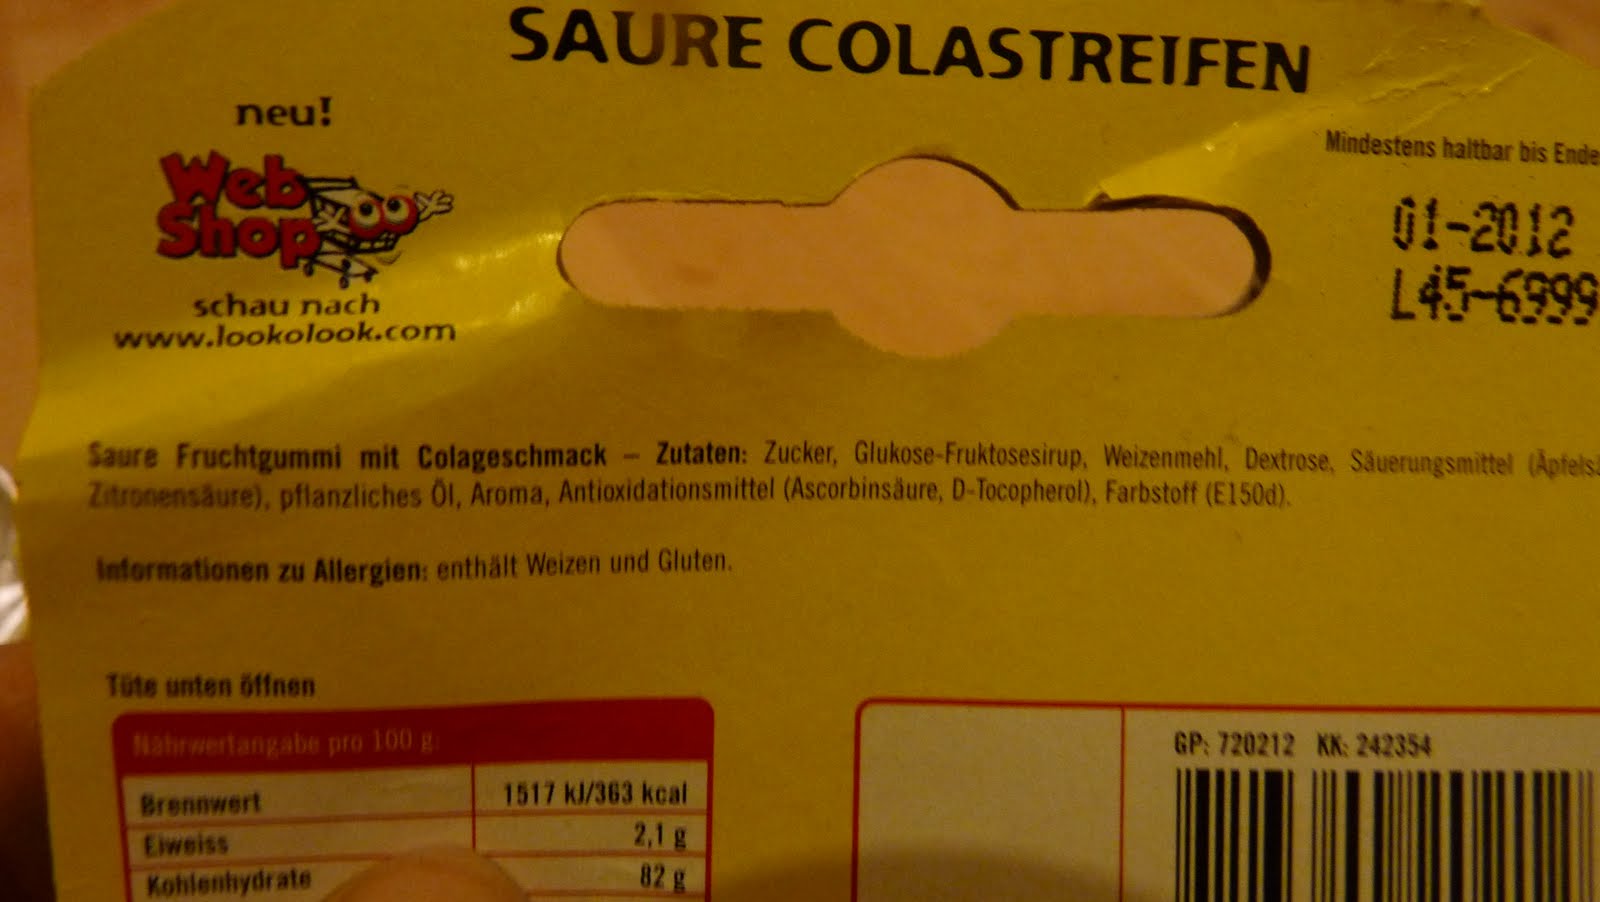 SAURE COLASTREIFEN
neu!
Web
Shop
schau nach
www.lookolook.com
Mindestens haltbar bis Ende
01-2012
L45-6999
Saure Fruchtgummi mit Colageschmack – Zutaten: Zucker, Glukose-Fruktosesirup, Weizenmehl, Dextrose, Säuerungsmittel (Äpfels
Zitronensäure), pflanzliches Öl, Aroma, Antioxidationsmittel (Ascorbinsäure, D-Tocopherol), Farbstoff (E150d).
Informationen zu Allergien: enthält Weizen und Gluten.
Tüte unten öffnen
Nährwertangabe pro 100 g:
Brennwert 1517 kJ/363 kcal
Eiweiss 2,1 g
Kohlenhydrate 82 g
GP: 720212 KK: 242354